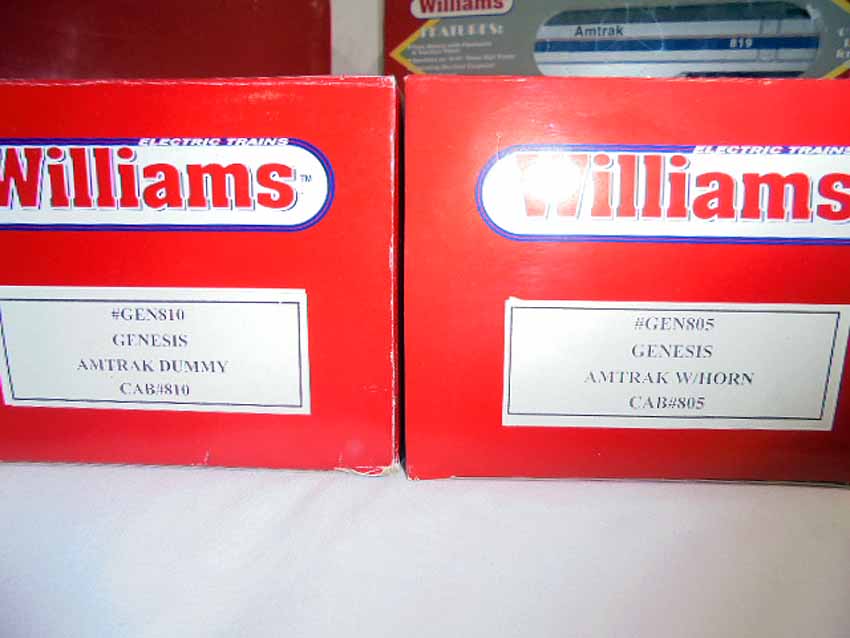 Williams
FEATURES:
Amtrak
819
ELECTRIC TRAINS
Williams™
#GEN810
GENESIS
AMTRAK DUMMY
CAB#810
ELECTRIC TRAINS
Williams
#GEN805
GENESIS
AMTRAK W/HORN
CAB#805